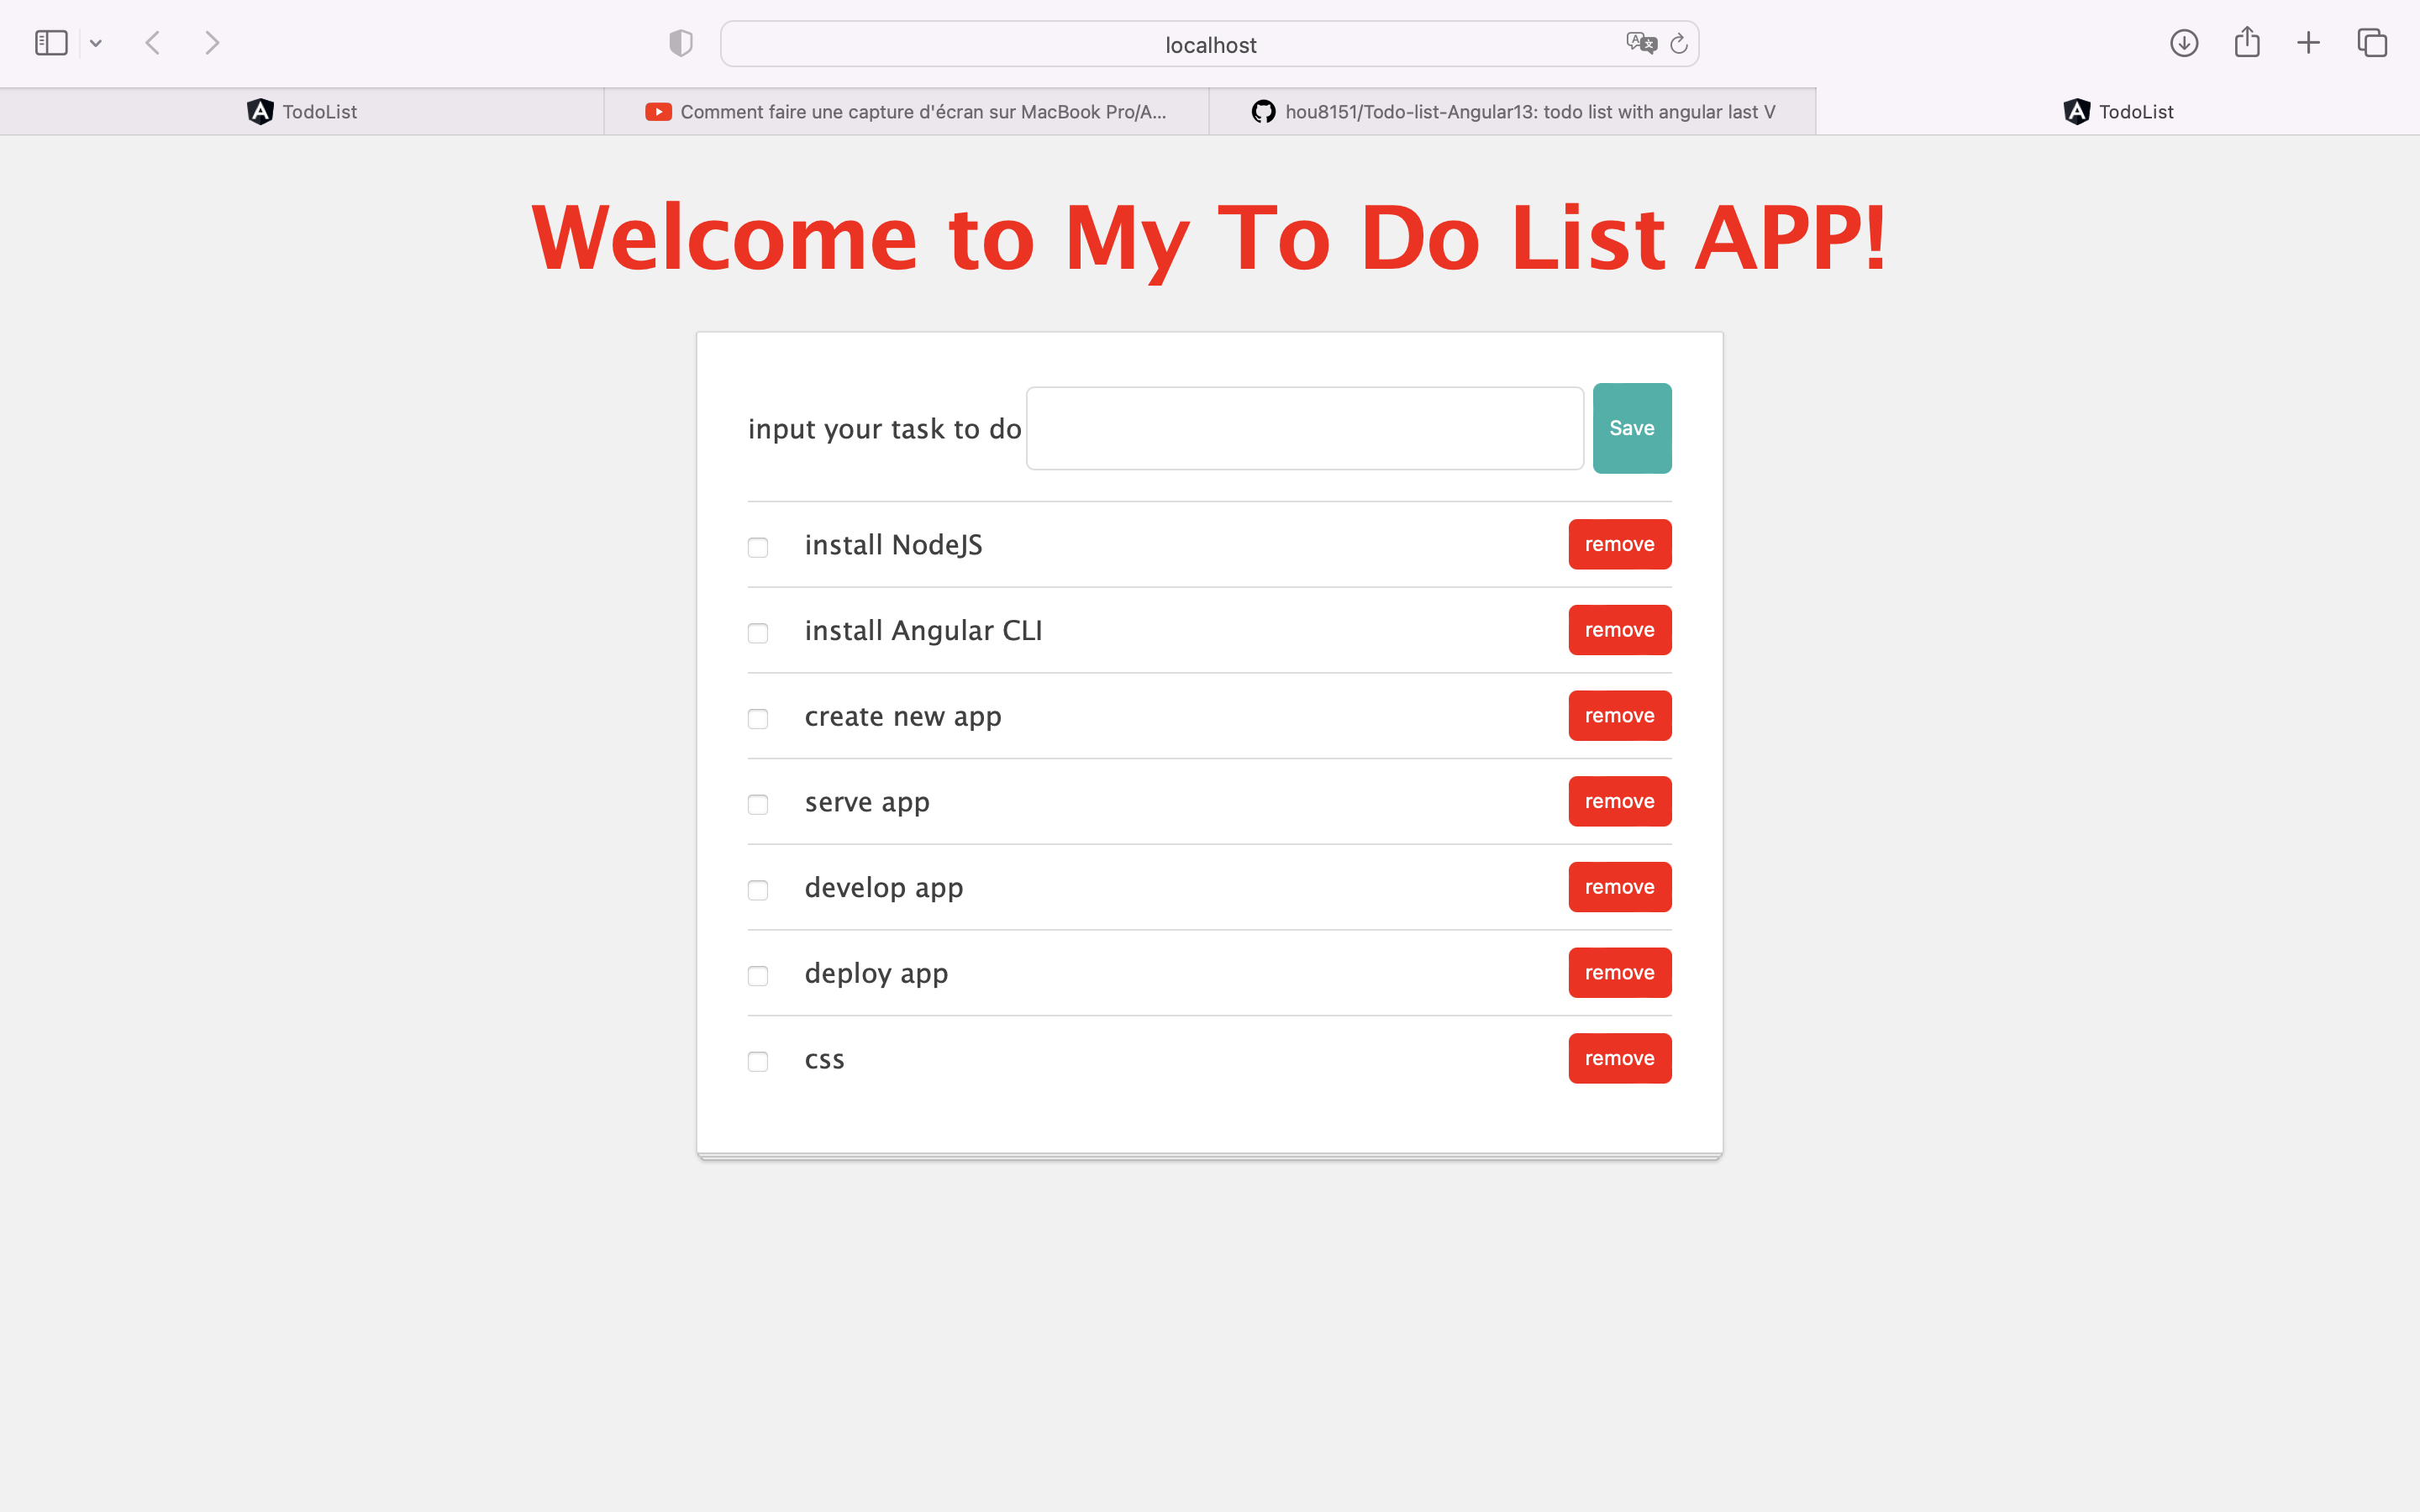 localhost
TodoList
Comment faire une capture d'écran sur MacBook Pro/A...
hou8151/Todo-list-Angular13: todo list with angular last V
TodoList
Welcome to My To Do List APP!
input your task to do
Save
install NodeJS
remove
install Angular CLI
remove
create new app
remove
serve app
remove
develop app
remove
deploy app
remove
css
remove